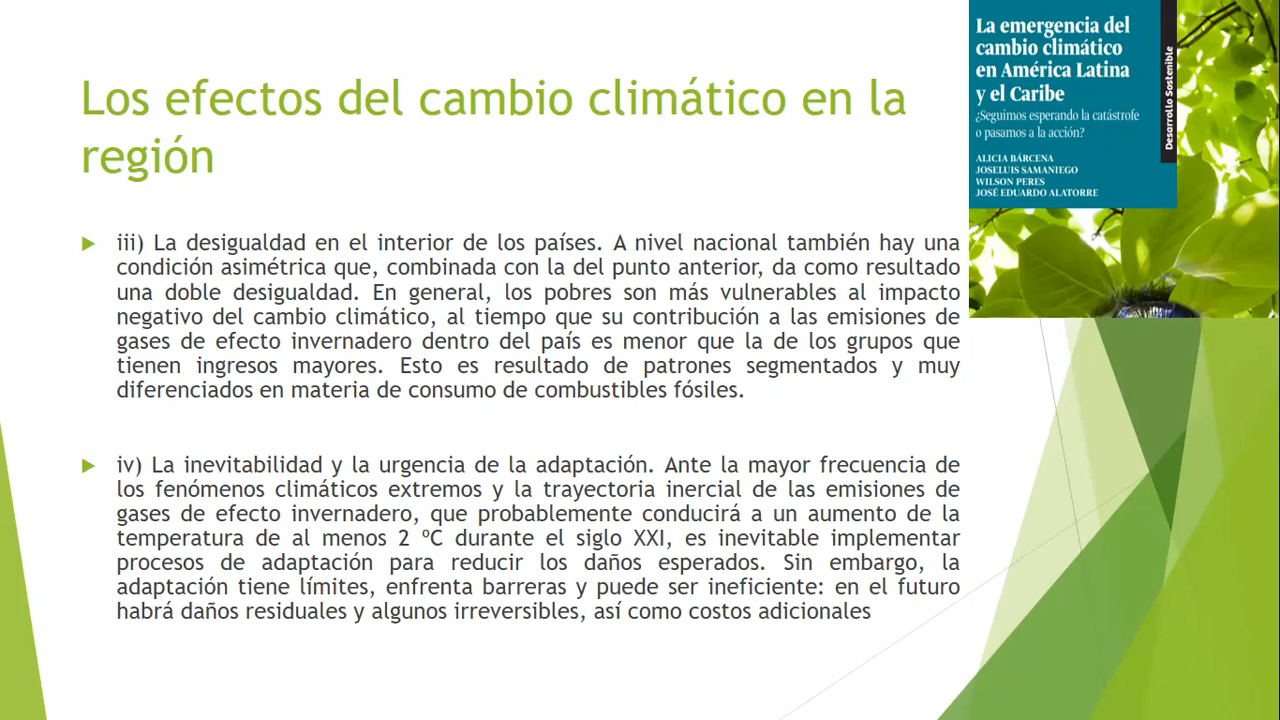 Los efectos del cambio climático en la
región
iii) La desigualdad en el interior de los países. A nivel nacional también hay una
condición asimétrica que, combinada con la del punto anterior, da como resultado
una doble desigualdad. En general, los pobres son más vulnerables al impacto
negativo del cambio climático, al tiempo que su contribución a las emisiones de
gases de efecto invernadero dentro del país es menor que la de los grupos que
tienen ingresos mayores. Esto es resultado de patrones segmentados y muy
diferenciados en materia de consumo de combustibles fósiles.
iv) La inevitabilidad y la urgencia de la adaptación. Ante la mayor frecuencia de
los fenómenos climáticos extremos y la trayectoria inercial de las emisiones de
gases de efecto invernadero, que probablemente conducirá a un aumento de la
temperatura de al menos 2 ºC durante el siglo XXI, es inevitable implementar
procesos de adaptación para reducir los daños esperados. Sin embargo, la
adaptación tiene límites, enfrenta barreras y puede ser ineficiente: en el futuro
habrá daños residuales y algunos irreversibles, así como costos adicionales
La emergencia del
cambio climático
en América Latina
y el Caribe
¿Seguimos esperando la catástrofe
o pasamos a la acción?
ALICIA BÁRCENA
JOSELUIS SAMANIEGO
WILSON PERES
JOSÉ EDUARDO ALATORRE
Desarrollo Sostenible